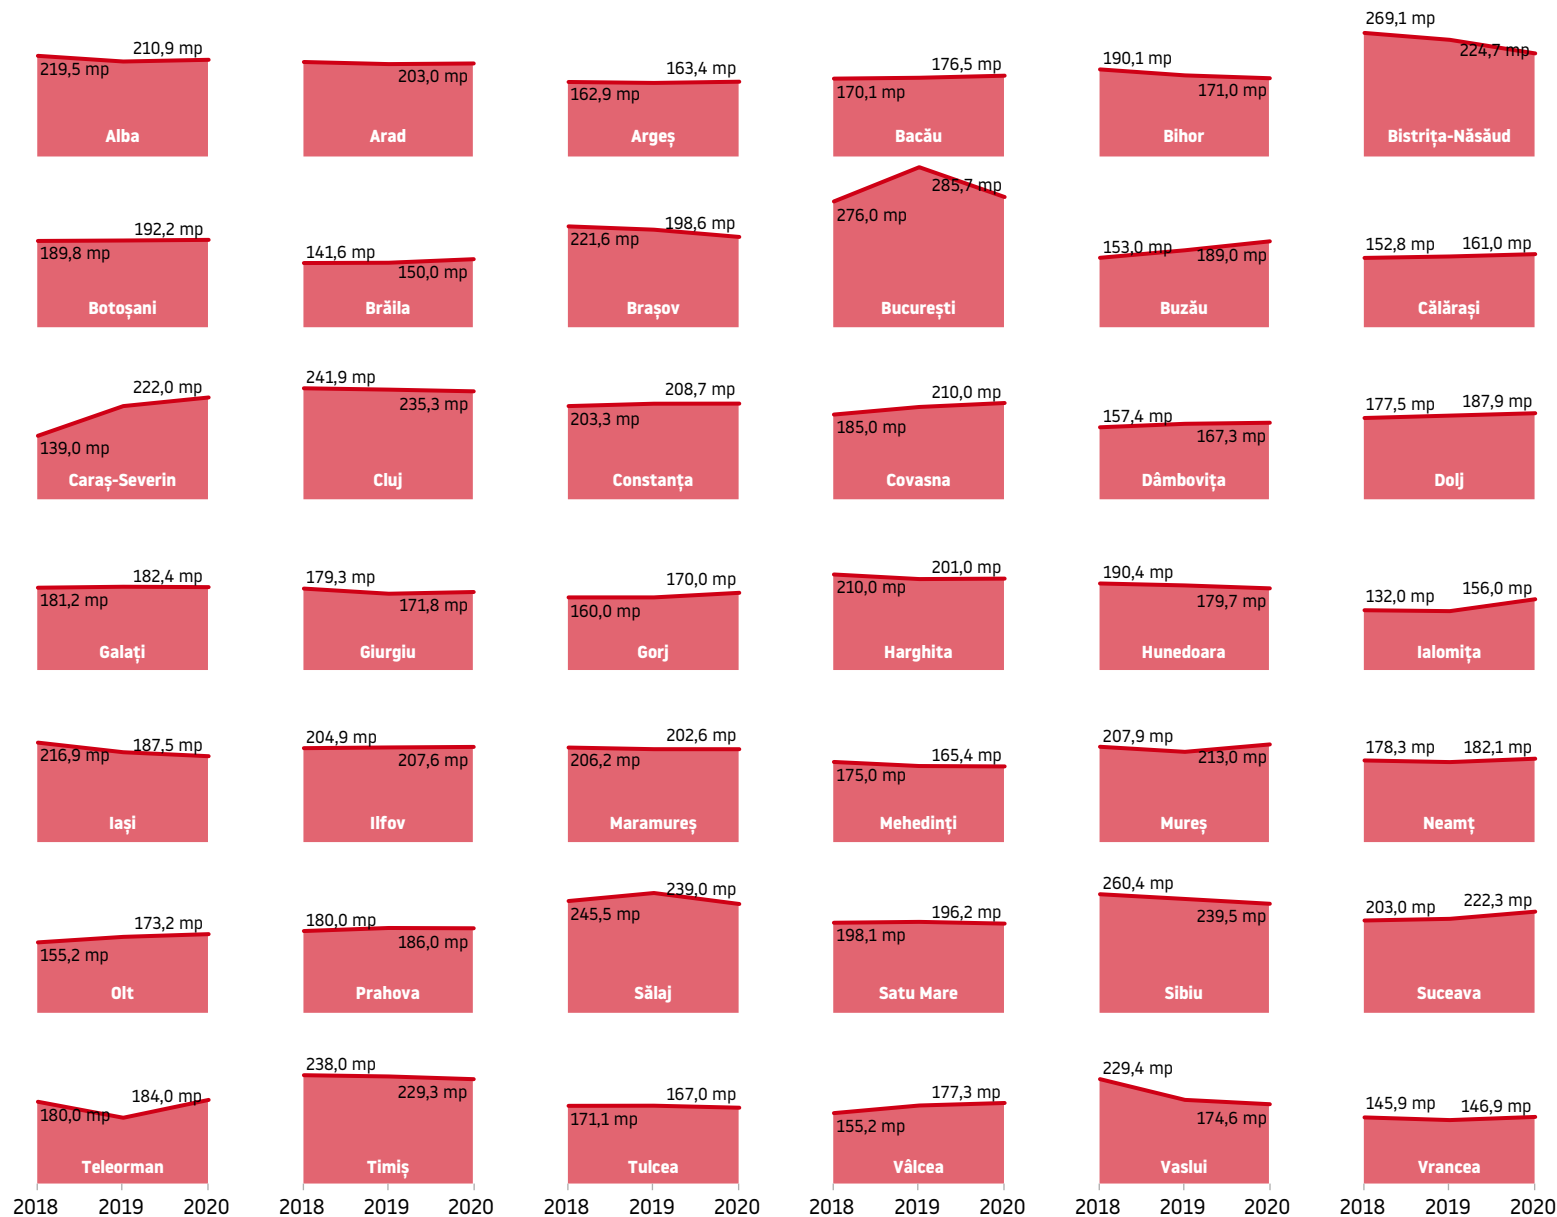 269,1 mp
210,9 mp 176,5 mp 190,1 mp 224,7 mp
219,5 mp 203,0 mp 162,9 mp 163,4 mp 170,1 mp 171,0 mp
Alba Arad Argeș Bacău Bihor Bistrița-Năsăud
189,8 mp 192,2 mp 141,6 mp 150,0 mp 221,6 mp 198,6 mp 276,0 mp 285,7 mp 153,0 mp 189,0 mp 152,8 mp 161,0 mp
Botoșani Brăila Brașov București Buzău Călărași
139,0 mp 222,0 mp 241,9 mp 235,3 mp 203,3 mp 208,7 mp 185,0 mp 210,0 mp 157,4 mp 167,3 mp 177,5 mp 187,9 mp
Caraș-Severin Cluj Constanța Covasna Dâmbovița Dolj
181,2 mp 182,4 mp 179,3 mp 171,8 mp 160,0 mp 170,0 mp 210,0 mp 201,0 mp 190,4 mp 179,7 mp 132,0 mp 156,0 mp
Galați Giurgiu Gorj Harghita Hunedoara Ialomița
216,9 mp 187,5 mp 204,9 mp 207,6 mp 206,2 mp 202,6 mp 175,0 mp 165,4 mp 207,9 mp 213,0 mp 178,3 mp 182,1 mp
Iași Ilfov Maramureș Mehedinți Mureș Neamț
155,2 mp 173,2 mp 180,0 mp 186,0 mp 245,5 mp 239,0 mp 198,1 mp 196,2 mp 260,4 mp 239,5 mp 203,0 mp 222,3 mp
Olt Prahova Sălaj Satu Mare Sibiu Suceava
180,0 mp 184,0 mp 238,0 mp 229,3 mp 171,1 mp 167,0 mp 155,2 mp 177,3 mp 229,4 mp 174,6 mp 145,9 mp 146,9 mp
Teleorman Timiș Tulcea Vâlcea Vaslui Vrancea
2018 2019 2020 2018 2019 2020 2018 2019 2020 2018 2019 2020 2018 2019 2020 2018 2019 2020